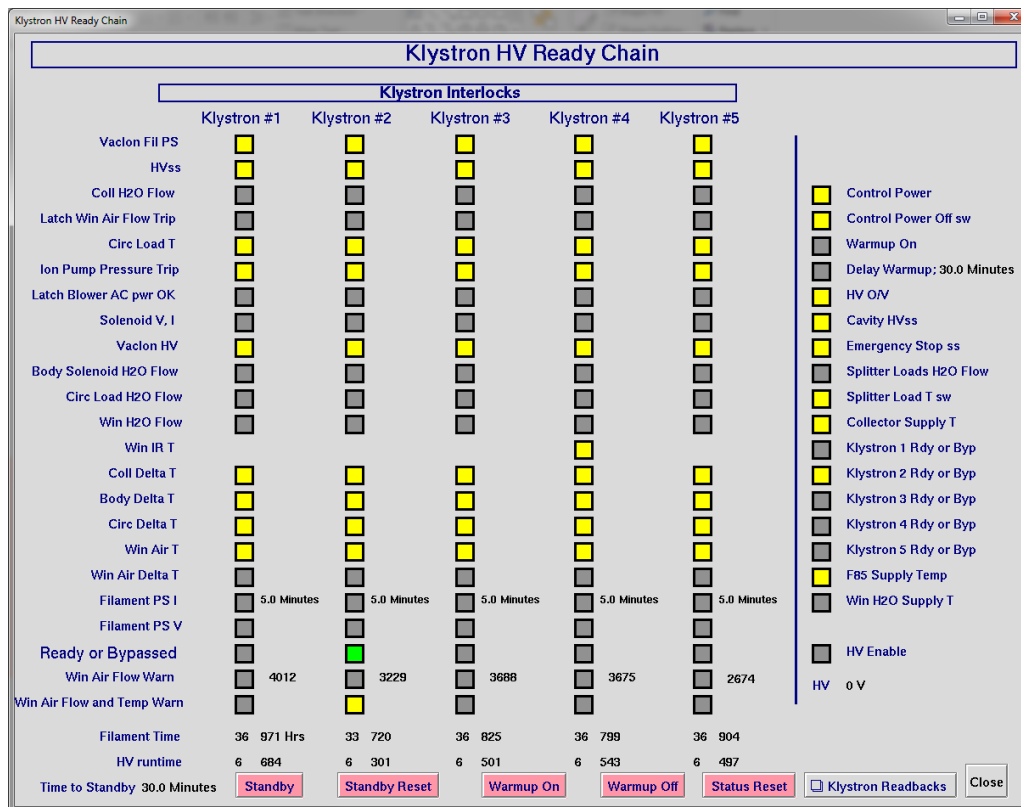 Klystron HV Ready Chain
Klystron HV Ready Chain
Klystron Interlocks
Klystron #1 Klystron #2 Klystron #3 Klystron #4 Klystron #5
VacIon Fil PS
HVss
Coll H2O Flow Control Power
Latch Win Air Flow Trip Control Power Off sw
Circ Load T Warmup On
Ion Pump Pressure Trip Delay Warmup; 30.0 Minutes
Latch Blower AC pwr OK HV O/V
Solenoid V, I Cavity HVss
VacIon HV Emergency Stop ss
Body Solenoid H2O Flow Splitter Loads H2O Flow
Circ Load H2O Flow Splitter Load T sw
Win H2O Flow Collector Supply T
Win IR T Klystron 1 Rdy or Byp
Coll Delta T Klystron 2 Rdy or Byp
Body Delta T Klystron 3 Rdy or Byp
Circ Delta T Klystron 4 Rdy or Byp
Win Air T Klystron 5 Rdy or Byp
Win Air Delta T F85 Supply Temp
Filament PS I 5.0 Minutes 5.0 Minutes 5.0 Minutes 5.0 Minutes 5.0 Minutes Win H2O Supply T
Filament PS V
Ready or Bypassed HV Enable
Win Air Flow Warn 4012 3229 3688 3675 2674 HV 0 V
Win Air Flow and Temp Warn
Filament Time 36 971 Hrs 33 720 36 825 36 799 36 904
HV runtime 6 684 6 301 6 501 6 543 6 497
Time to Standby 30.0 Minutes Standby Standby Reset Warmup On Warmup Off Status Reset Klystron Readbacks Close